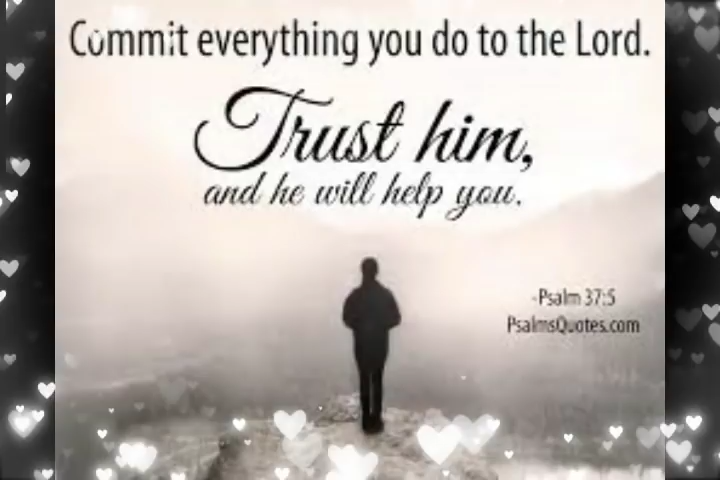 Commit everything you do to the Lord.
Trust him,
and he will help you.
-Psalm 37:5
PsalmsQuotes.com